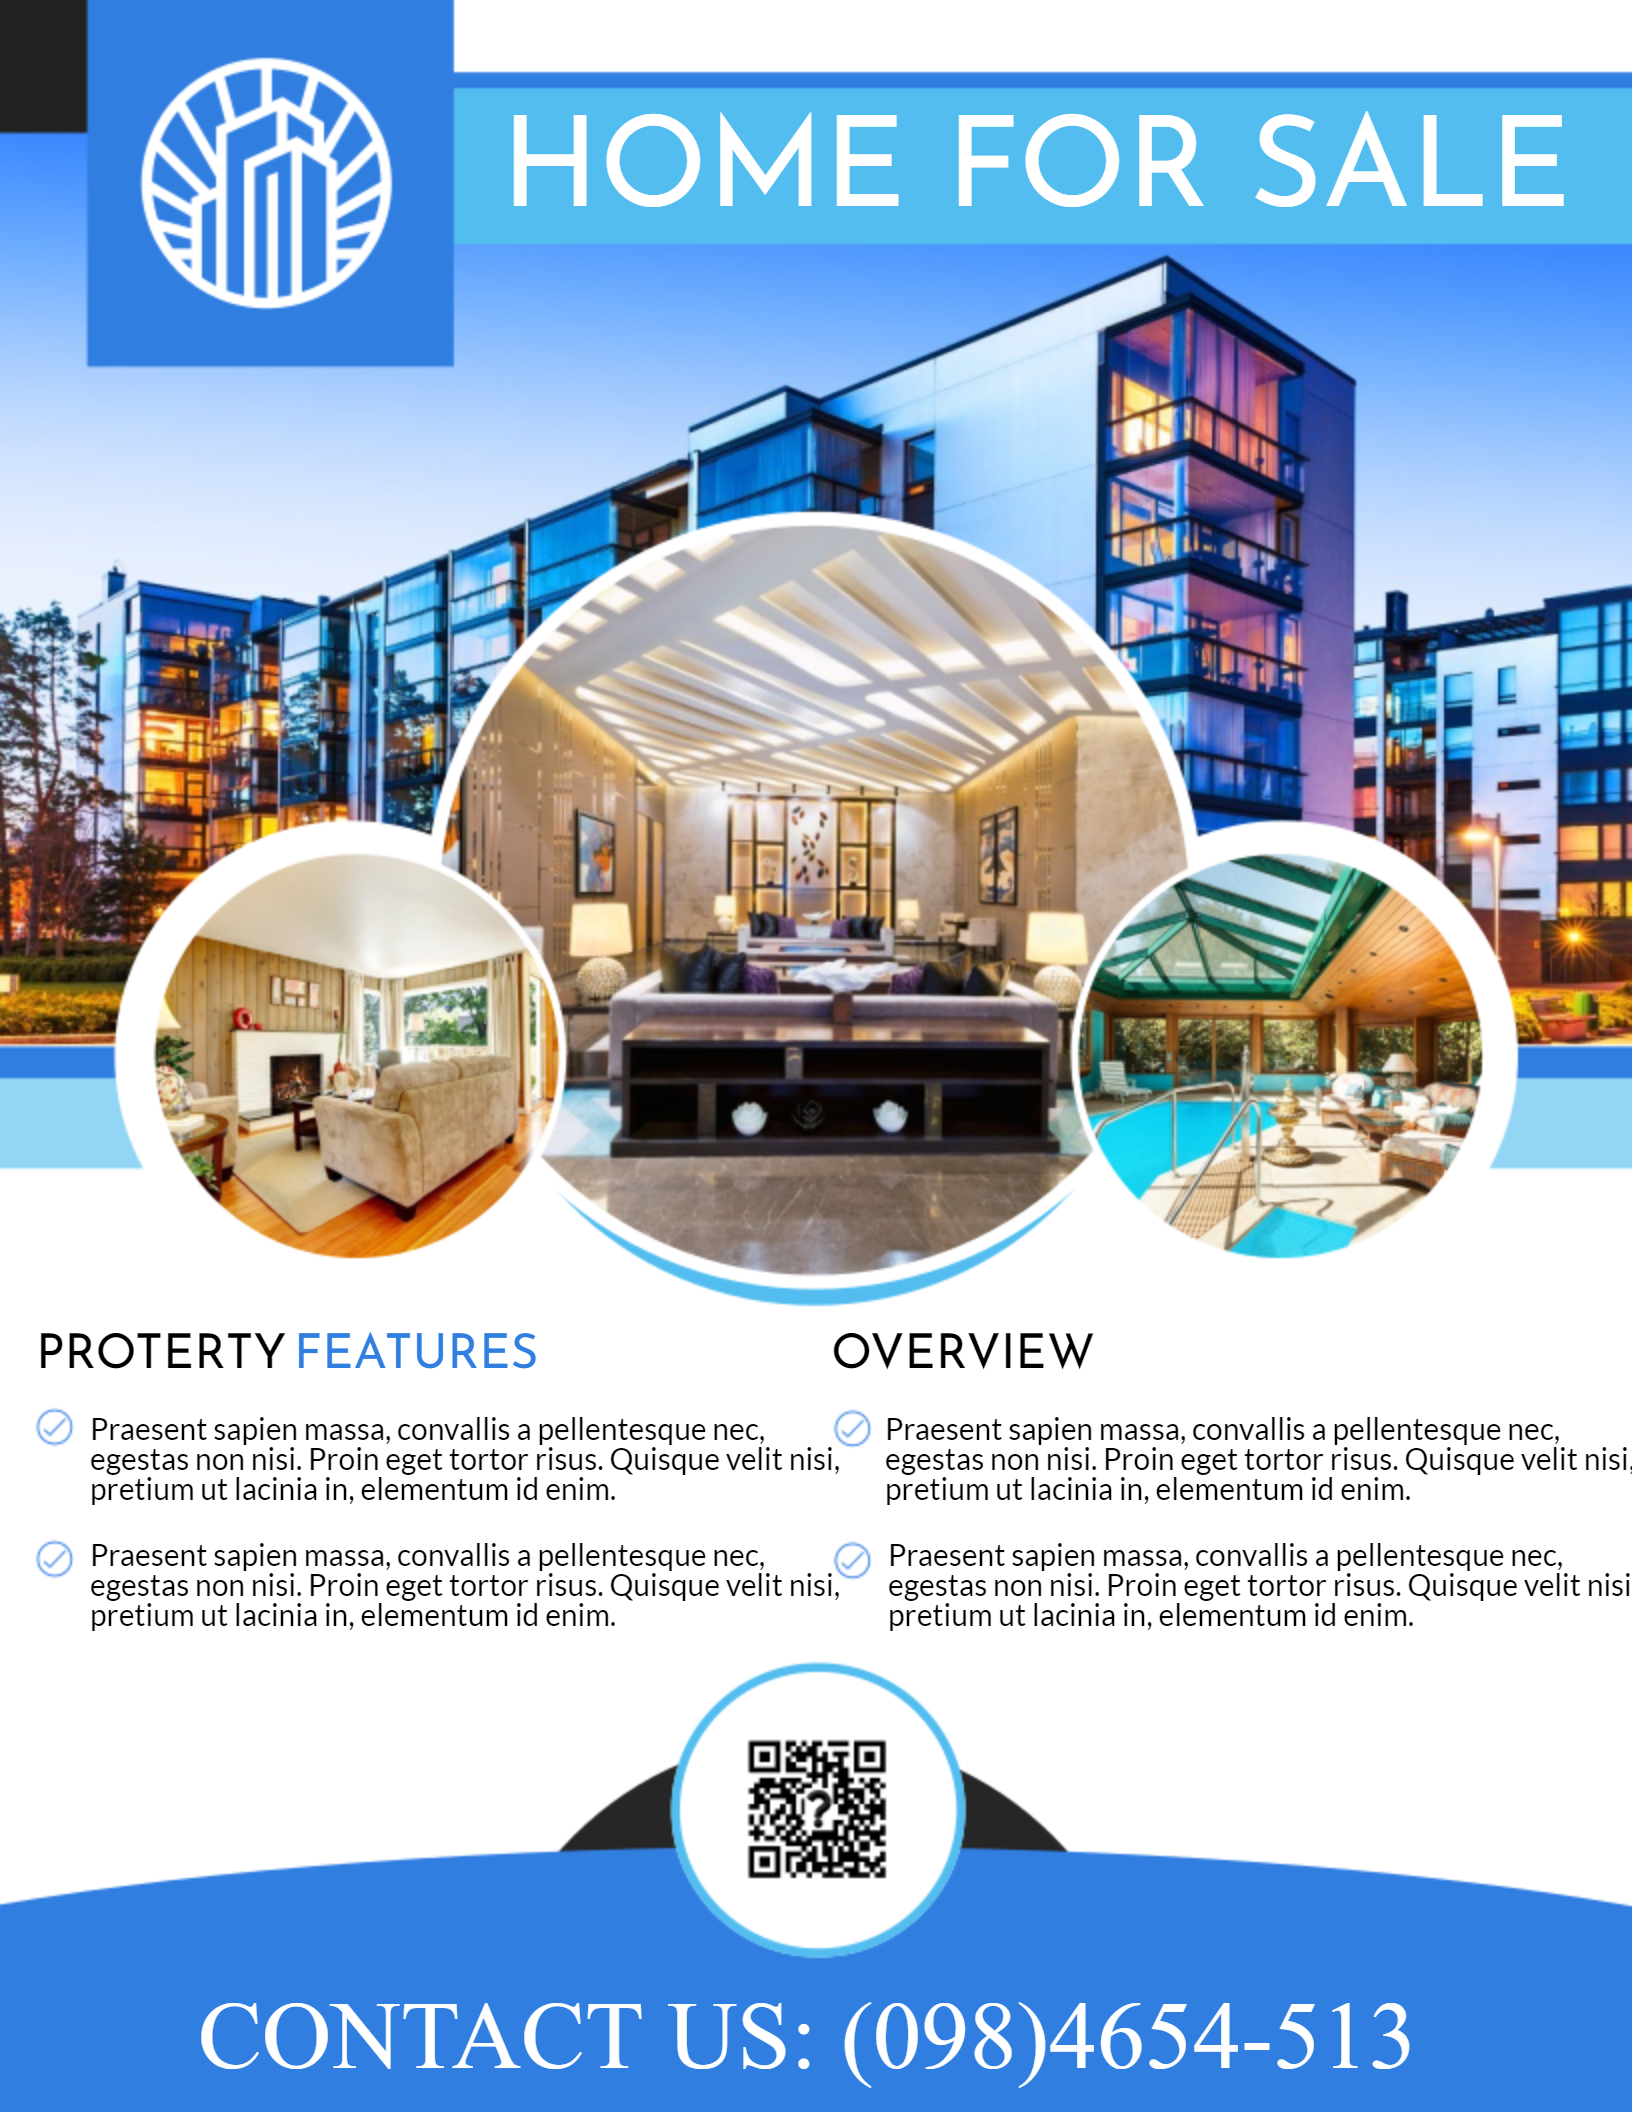 HOME FOR SALE
PROTERTY FEATURES
Praesent sapien massa, convallis a pellentesque nec,
egestas non nisi. Proin eget tortor risus. Quisque velit nisi,
pretium ut lacinia in, elementum id enim.
Praesent sapien massa, convallis a pellentesque nec,
egestas non nisi. Proin eget tortor risus. Quisque velit nisi,
pretium ut lacinia in, elementum id enim.
OVERVIEW
Praesent sapien massa, convallis a pellentesque nec,
egestas non nisi. Proin eget tortor risus. Quisque velit nisi,
pretium ut lacinia in, elementum id enim.
Praesent sapien massa, convallis a pellentesque nec,
egestas non nisi. Proin eget tortor risus. Quisque velit nisi
pretium ut lacinia in, elementum id enim.
?
CONTACT US: (098)4654-513